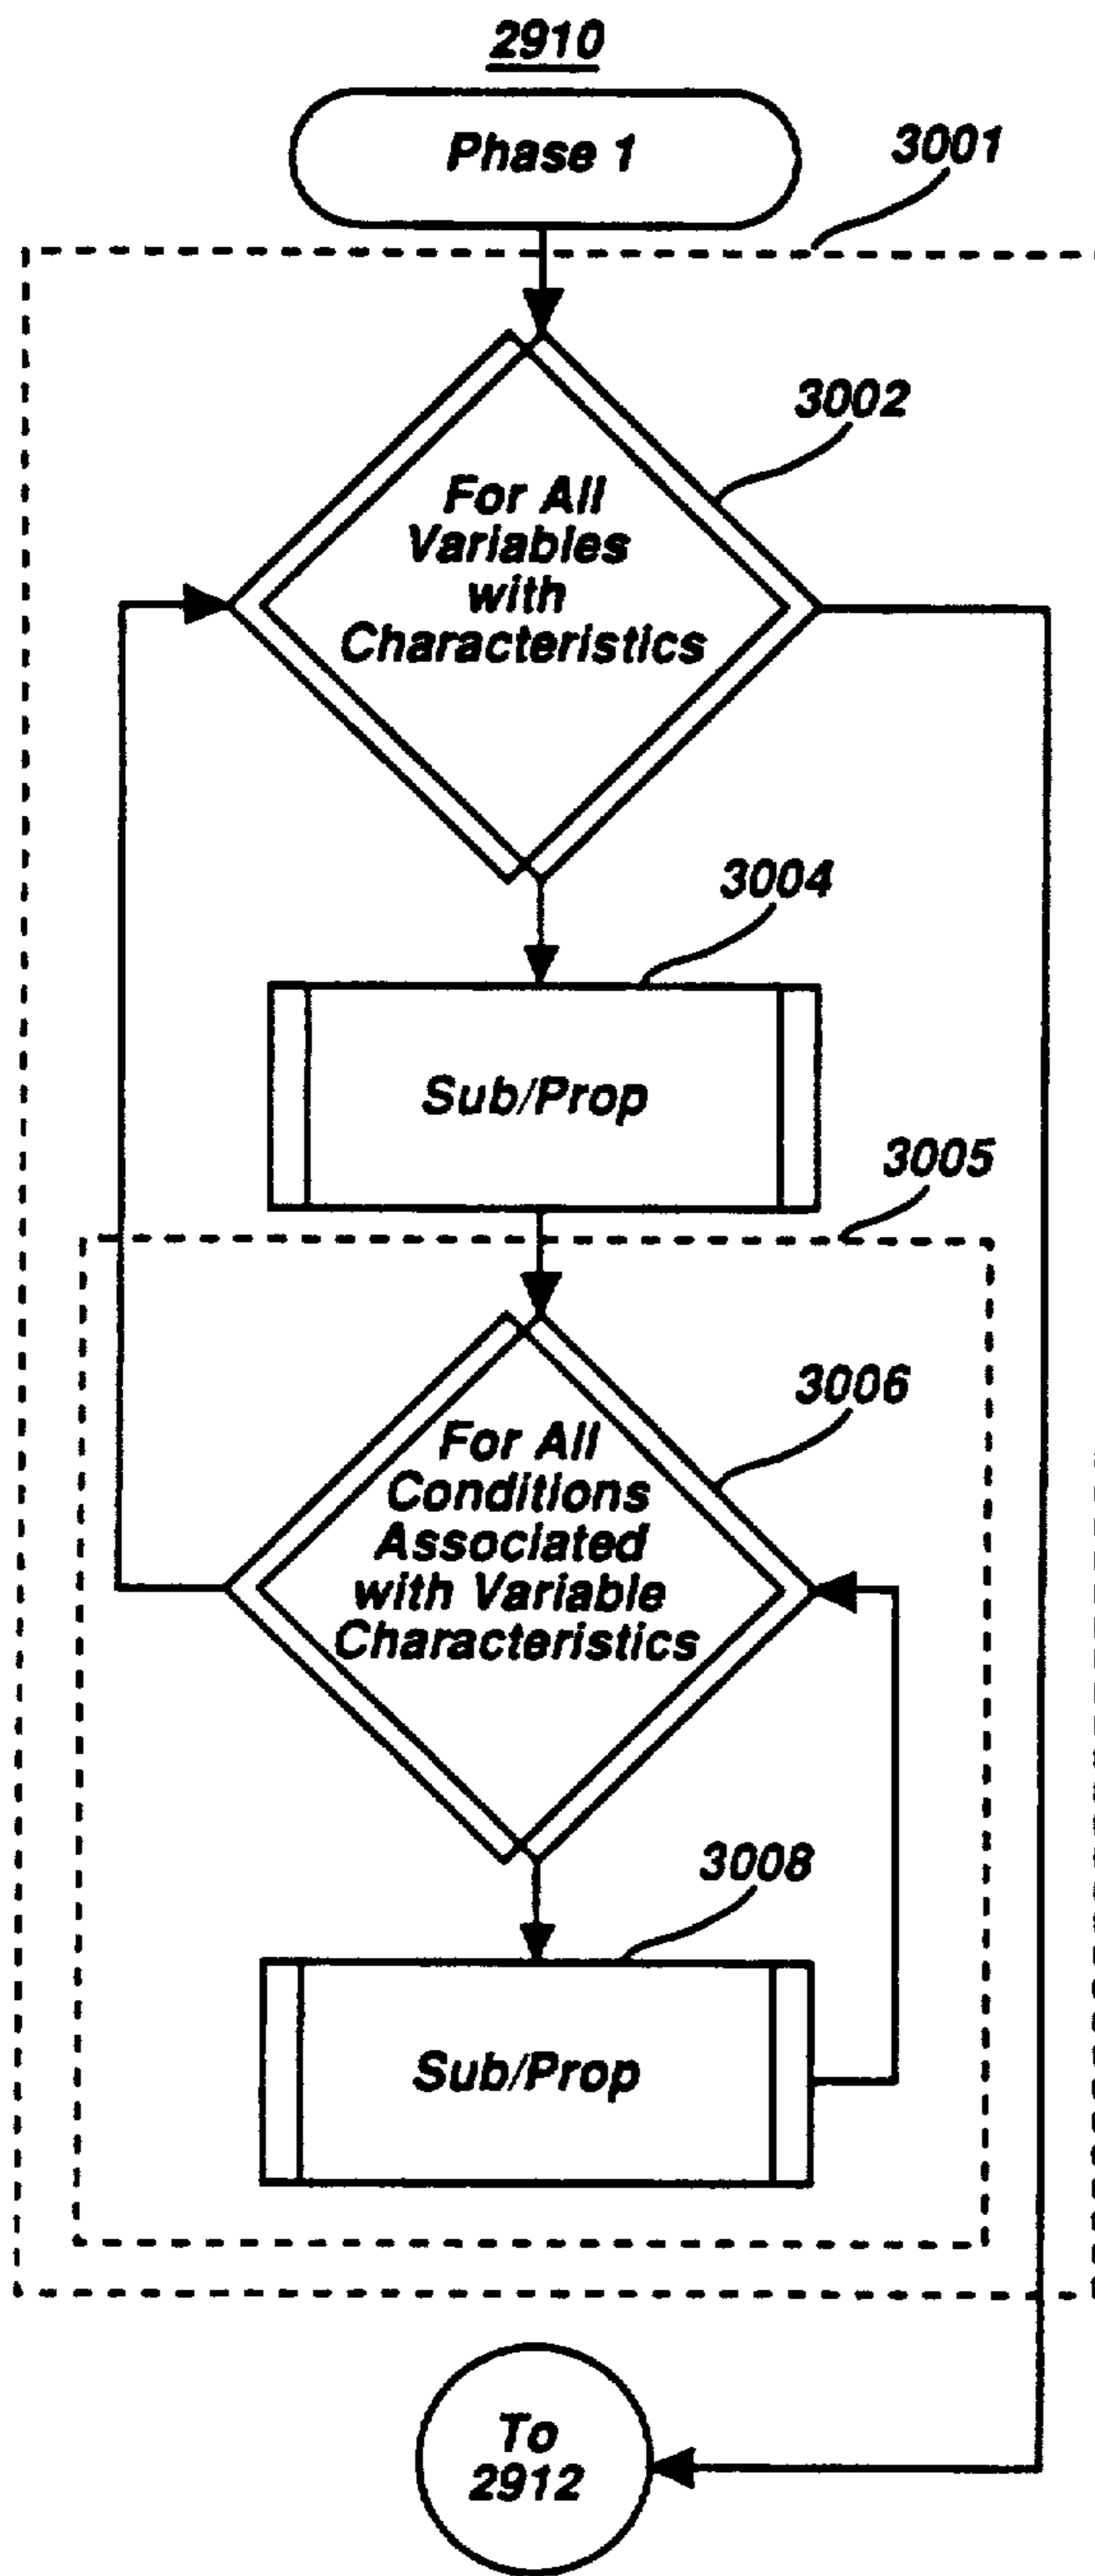 2910
Phase 1
3001
3002
For All
Variables
with
Characteristics
3004
Sub/Prop
3005
3006
For All
Conditions
Associated
with Variable
Characteristics
3008
Sub/Prop
To
2912